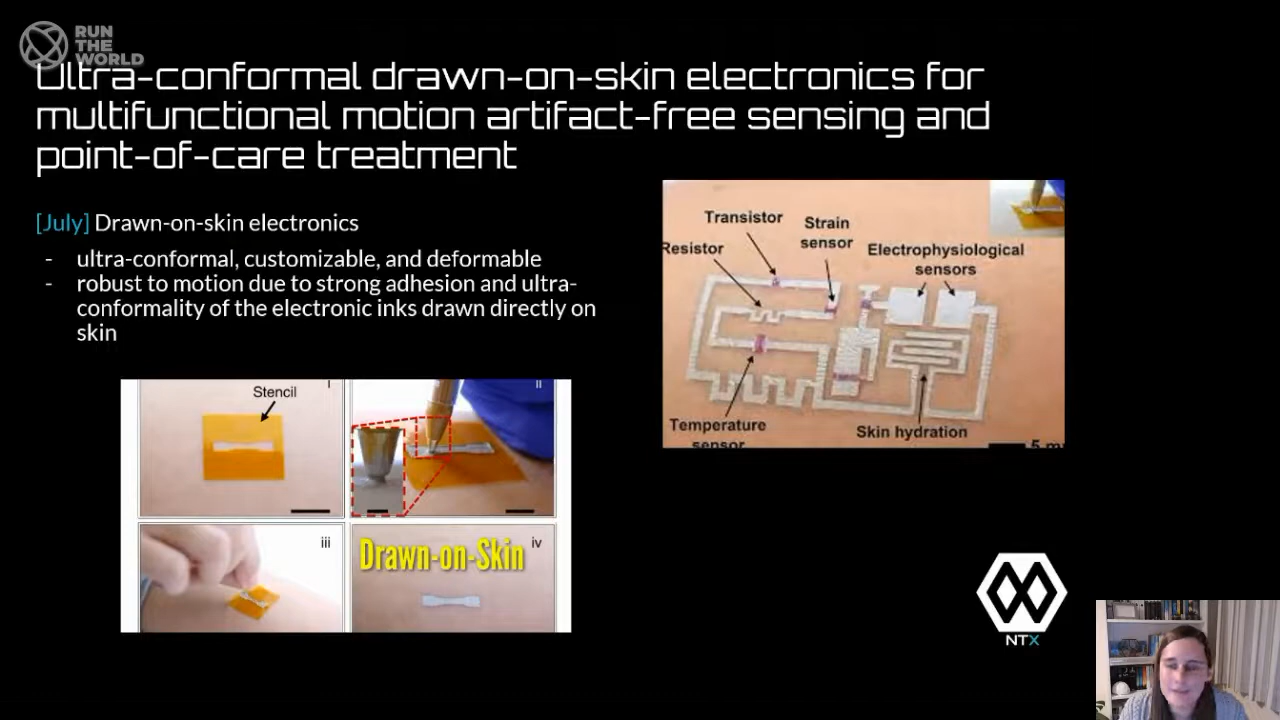 RUN
THE
WORLD
Ultra-conformal drawn-on-skin electronics for
multifunctional motion artifact-free sensing and
point-of-care treatment
[July] Drawn-on-skin electronics
- ultra-conformal, customizable, and deformable
- robust to motion due to strong adhesion and ultra-
conformality of the electronic inks drawn directly on
skin
i
Stencil
ii
iii
Drawn-on-Skin iv
Transistor
Strain
sensor
Resistor
Electrophysiological
sensors
Temperature
sensor
Skin hydration
5 m
NTX